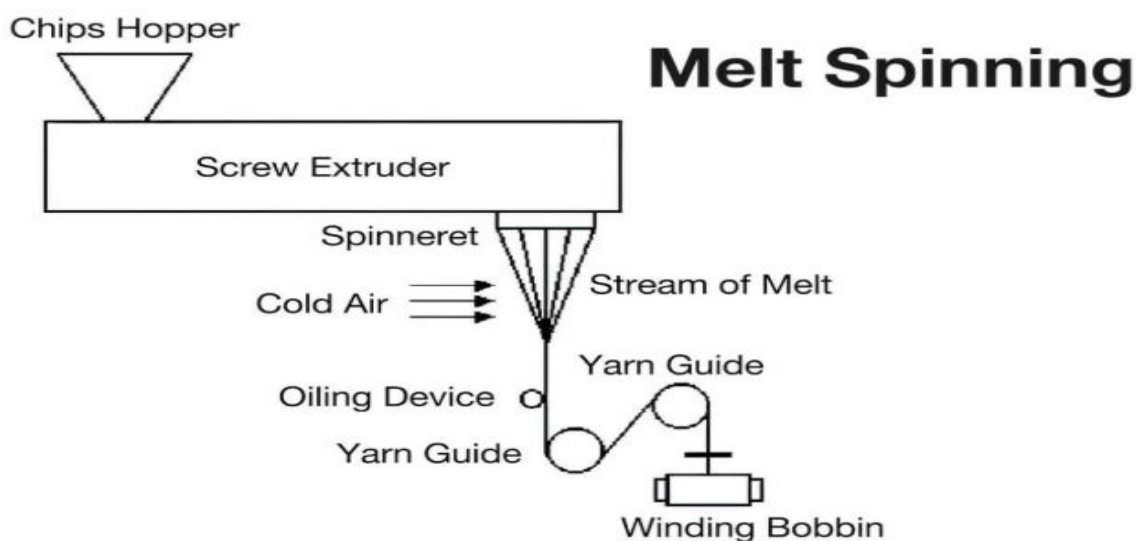 Chips Hopper
Melt Spinning
Screw Extruder
Spinneret
Stream of Melt
Cold Air
Yarn Guide
Oiling Device
Yarn Guide
Winding Bobbin